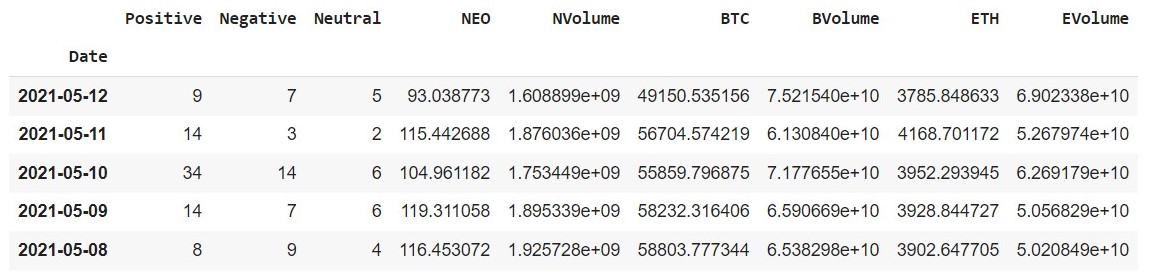 Positive Negative Neutral NEO NVolume BTC BVolume ETH EVolume
Date
2021-05-12 9 7 5 93.038773 1.608899e+09 49150.535156 7.521540e+10 3785.848633 6.902338e+10
2021-05-11 14 3 2 115.442688 1.876036e+09 56704.574219 6.130840e+10 4168.701172 5.267974e+10
2021-05-10 34 14 6 104.961182 1.753449e+09 55859.796875 7.177655e+10 3952.293945 6.269179e+10
2021-05-09 14 7 6 119.311058 1.895339e+09 58232.316406 6.590669e+10 3928.844727 5.056829e+10
2021-05-08 8 9 4 116.453072 1.925728e+09 58803.777344 6.538298e+10 3902.647705 5.020849e+10